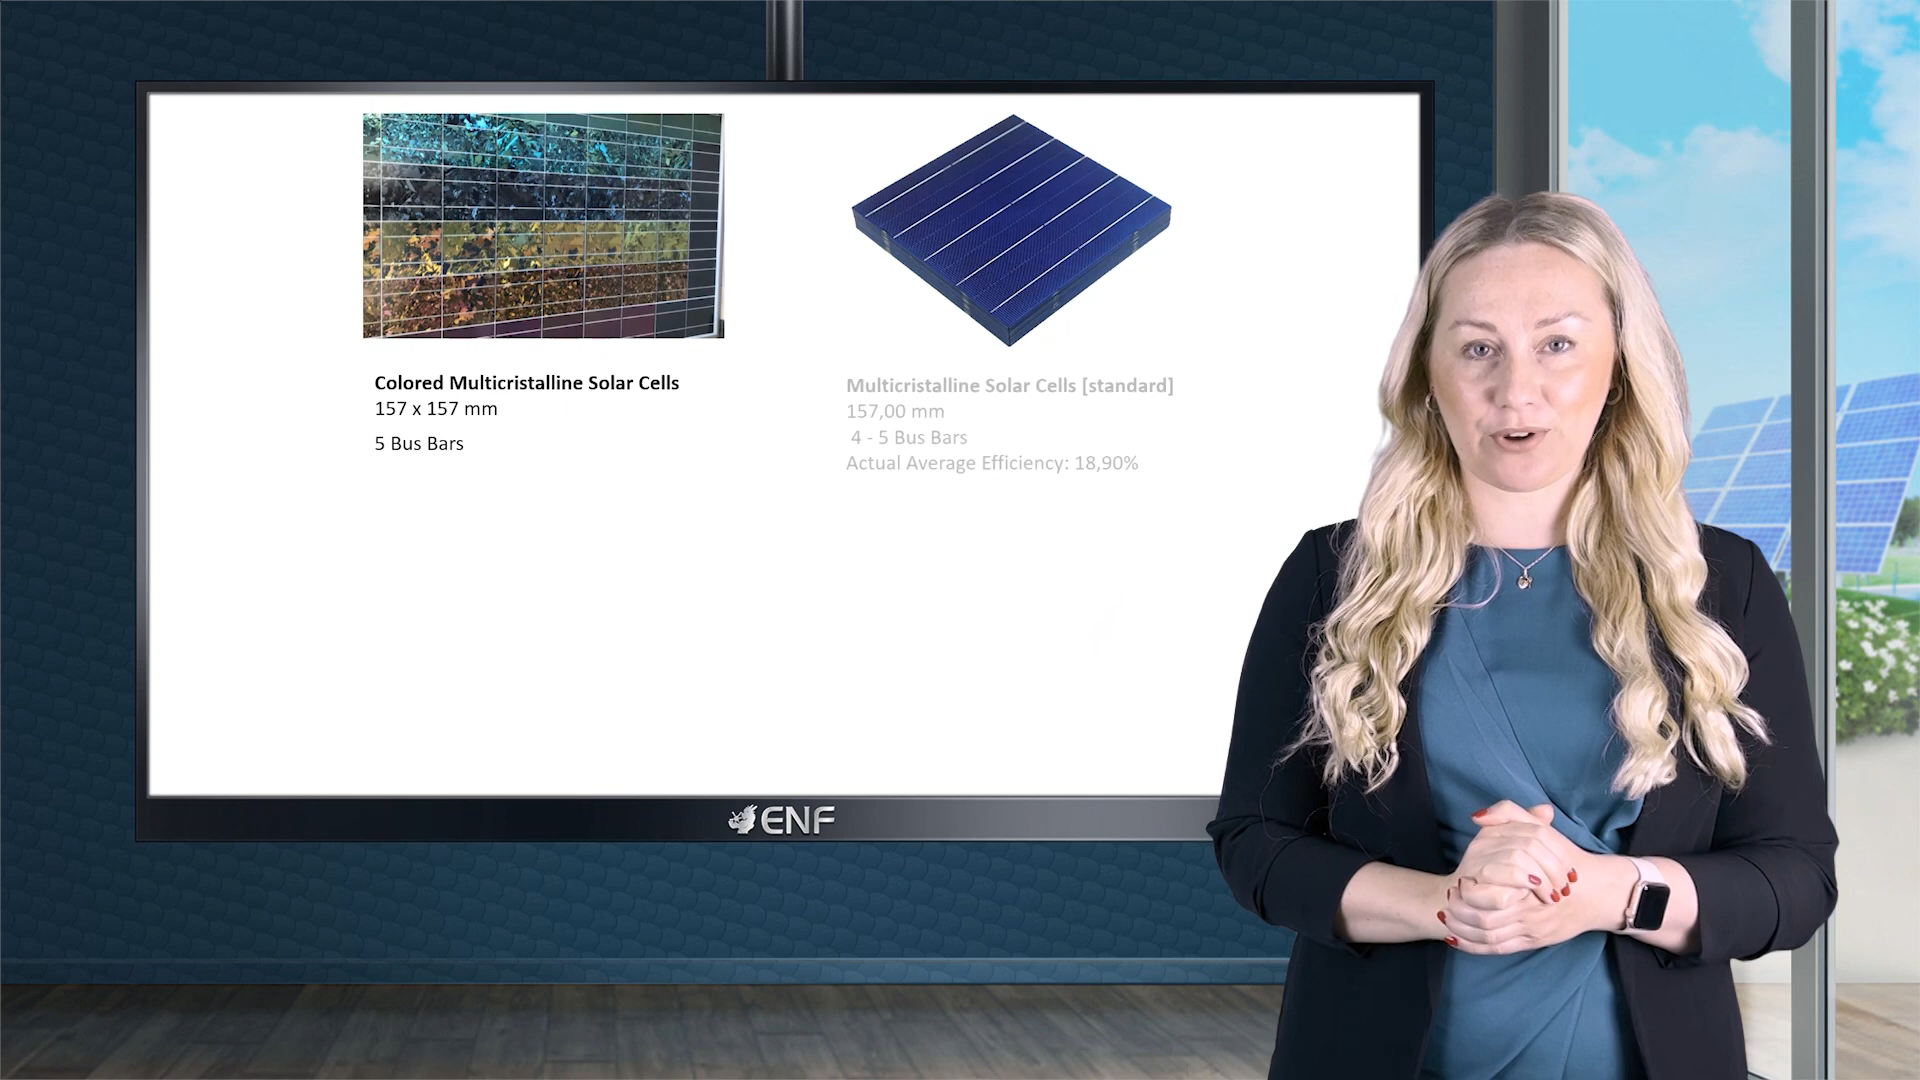 Colored Multicristalline Solar Cells
157 x 157 mm
5 Bus Bars
Multicristalline Solar Cells [standard]
157,00 mm
4 - 5 Bus Bars
Actual Average Efficiency: 18,90%
ENF